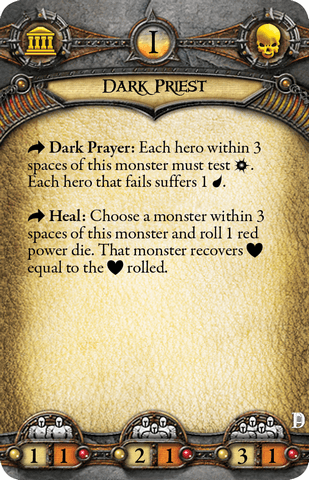 I
DARK PRIEST
Dark Prayer: Each hero within 3
spaces of this monster must test .
Each hero that fails suffers 1 .
Heal: Choose a monster within 3
spaces of this monster and roll 1 red
power die. That monster recovers
equal to the rolled.
1 1 2 1 3 1